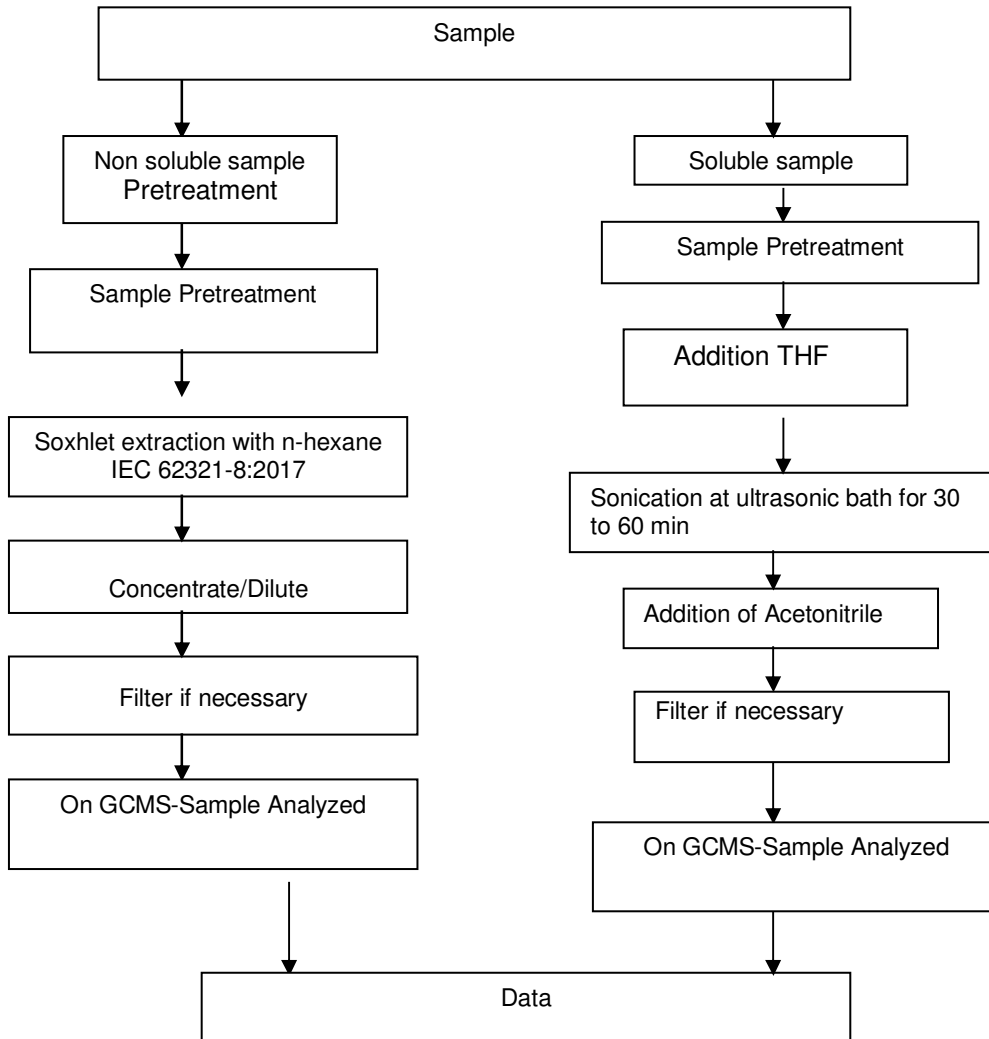 Sample
Non soluble sample
Pretreatment
Sample Pretreatment
Soxhlet extraction with n-hexane
IEC 62321-8:2017
Concentrate/Dilute
Filter if necessary
On GCMS-Sample Analyzed
Soluble sample
Sample Pretreatment
Addition THF
Sonication at ultrasonic bath for 30
to 60 min
Addition of Acetonitrile
Filter if necessary
On GCMS-Sample Analyzed
Data